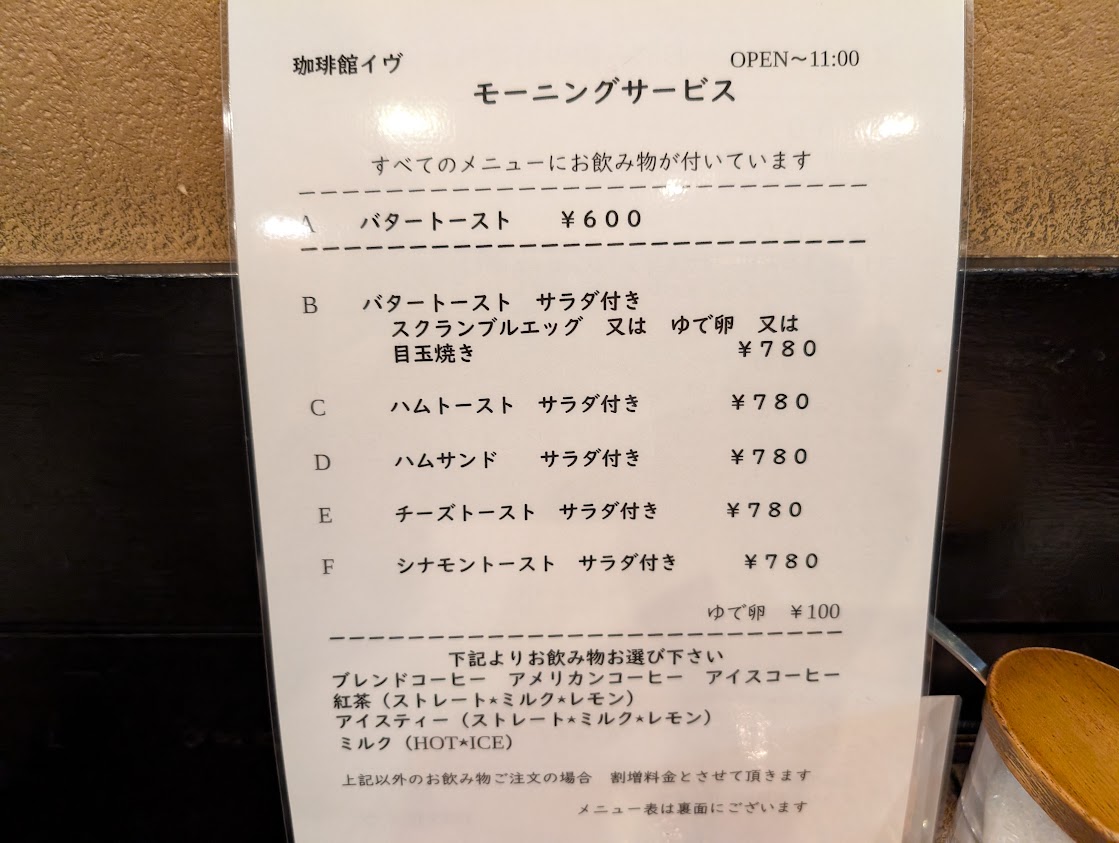 珈琲館イヴ OPEN〜11:00
モーニングサービス
すべてのメニューにお飲み物が付いています
A バタートースト ￥６００
B バタートースト サラダ付き
スクランブルエッグ 又は ゆで卵 又は
目玉焼き ￥７８０
C ハムトースト サラダ付き ￥７８０
D ハムサンド サラダ付き ￥７８０
E チーズトースト サラダ付き ￥７８０
F シナモントースト サラダ付き ￥７８０
ゆで卵 ￥100
下記よりお飲み物お選び下さい
ブレンドコーヒー アメリカンコーヒー アイスコーヒー
紅茶（ストレート⋆ミルク⋆レモン）
アイスティー（ストレート⋆ミルク⋆レモン）
ミルク（HOT⋆ICE）
上記以外のお飲み物ご注文の場合 割増料金とさせて頂きます
メニュー表は裏面にございます